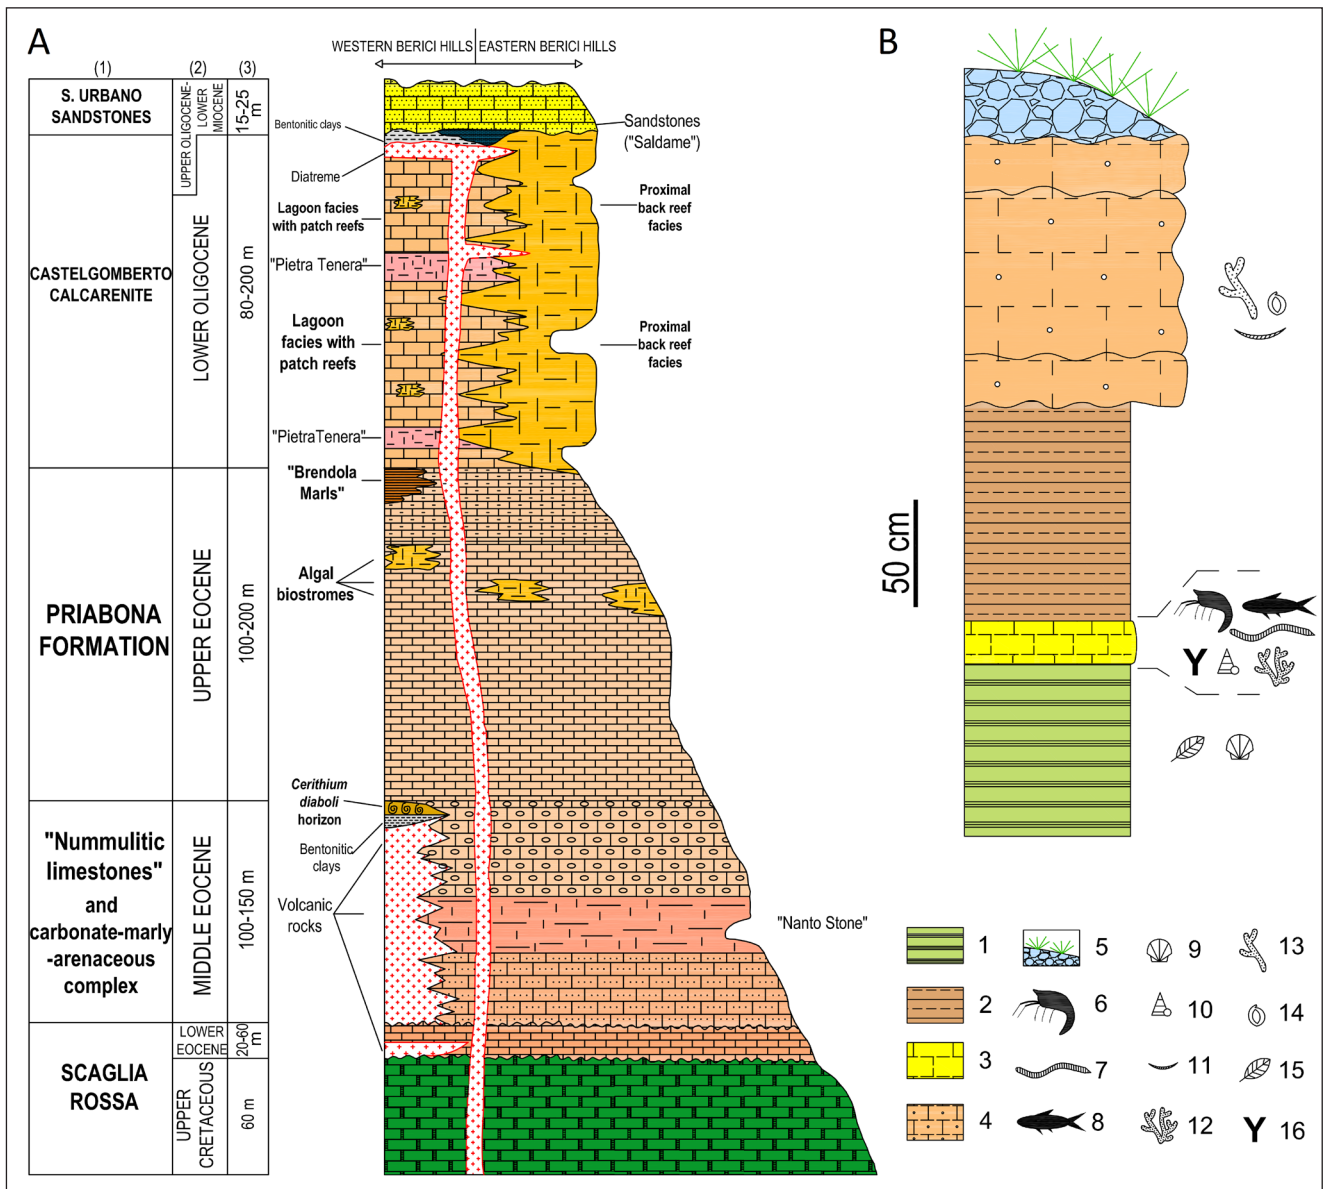 A
WESTERN BERICI HILLS
EASTERN BERICI HILLS
(1)
(2)
(3)
S. URBANO
SANDSTONES
UPPER OLIGOCENE-
LOWER
MIOCENE
15-25
m
CASTELGOMBERTO
CALCARENITE
LOWER OLIGOCENE
80-200 m
PRIABONA
FORMATION
UPPER EOCENE
100-200 m
"Nummulitic
limestones"
and
carbonate-marly
-arenaceous
complex
MIDDLE EOCENE
100-150 m
SCAGLIA
ROSSA
LOWER
EOCENE
20-60
m
UPPER
CRETACEOUS
60 m
Bentonitic clays
Diatreme
Lagoon facies
with patch reefs
"Pietra Tenera"
Lagoon
facies with
patch reefs
"PietraTenera"
"Brendola
Marls"
Algal
biostromes
Cerithium
diaboli
horizon
Bentonitic
clays
Volcanic
rocks
Sandstones
("Saldame")
Proximal
back reef
facies
Proximal
back reef
facies
"Nanto Stone"
B
50 cm
Y
1
2
3
4
5
6
7
8
9
10
11
12
13
14
15
Y 16